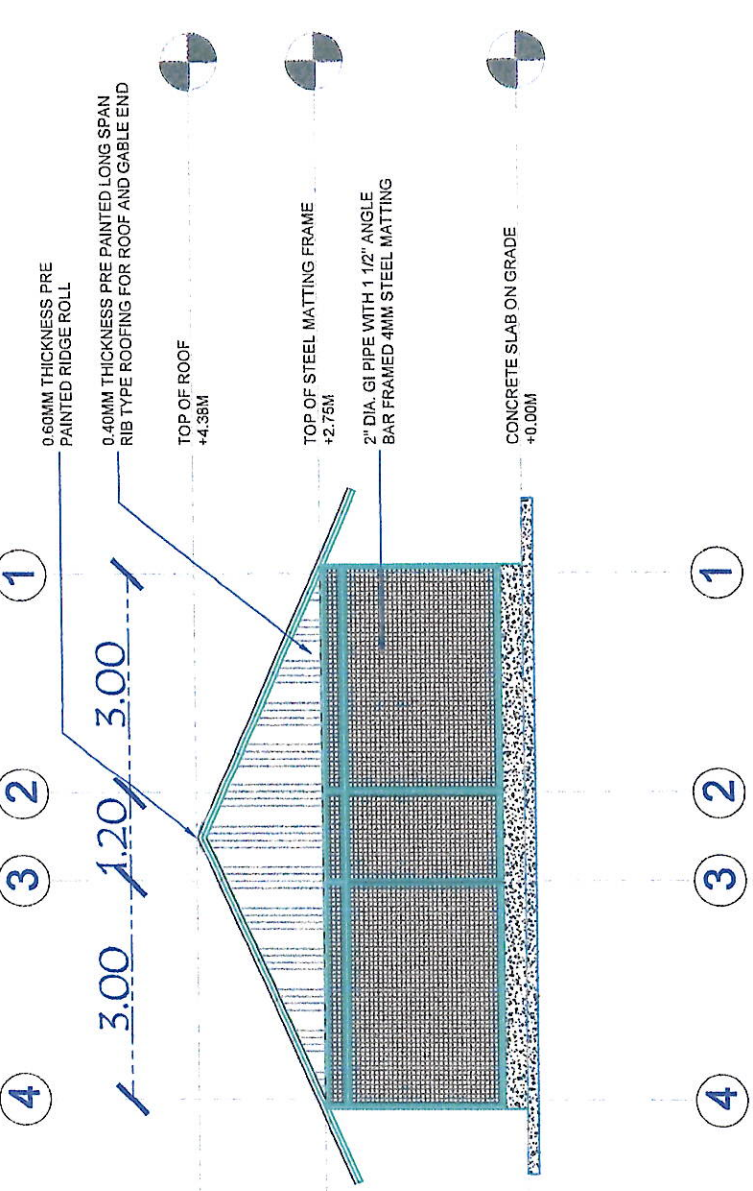 4
3
2
1
3.00
1.20
3.00
0.60MM THICKNESS PRE
PAINTED RIDGE ROLL
0.40MM THICKNESS PRE PAINTED LONG SPAN
RIB TYPE ROOFING FOR ROOF AND GABLE END
TOP OF ROOF
+4.38M
TOP OF STEEL MATTING FRAME
+2.75M
2" DIA. GI PIPE WITH 1 1/2" ANGLE
BAR FRAMED 4MM STEEL MATTING
CONCRETE SLAB ON GRADE
+0.00M
4
3
2
1